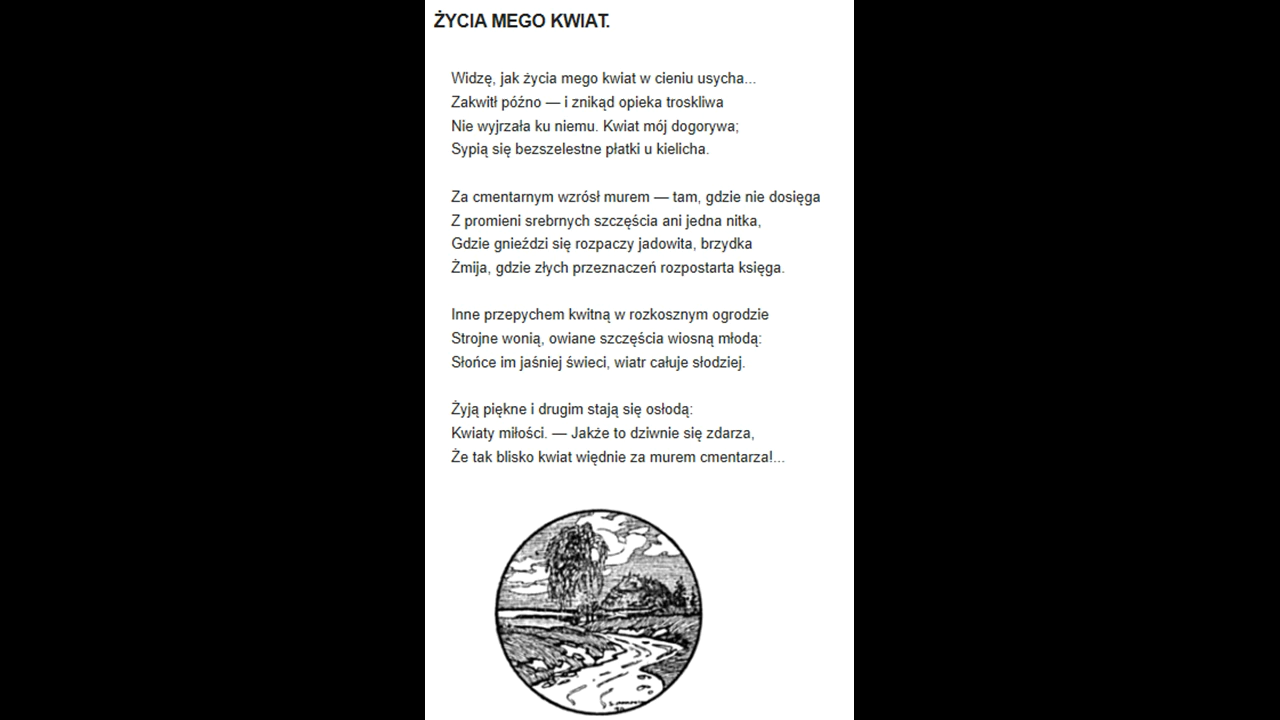 ŻYCIA MEGO KWIAT.
Widzę, jak życia mego kwiat w cieniu usycha...
Zakwitł późno — i znikąd opieka troskliwa
Nie wyjrzała ku niemu. Kwiat mój dogorywa;
Sypią się bezszelestne płatki u kielicha.
Za cmentarnym wzrósł murem — tam, gdzie nie dosięga
Z promieni srebrnych szczęścia ani jedna nitka,
Gdzie gnieździ się rozpaczy jadowita, brzydka
Żmija, gdzie złych przeznaczeń rozpostarta księga.
Inne przepychem kwitną w rozkosznym ogrodzie
Strojne wonią, owiane szczęścia wiosną młodą:
Słońce im jaśniej świeci, wiatr całuje słodziej.
Żyją piękne i drugim stają się osłodą:
Kwiaty miłości. — Jakże to dziwnie się zdarza,
Że tak blisko kwiat więdnie za murem cmentarza!...